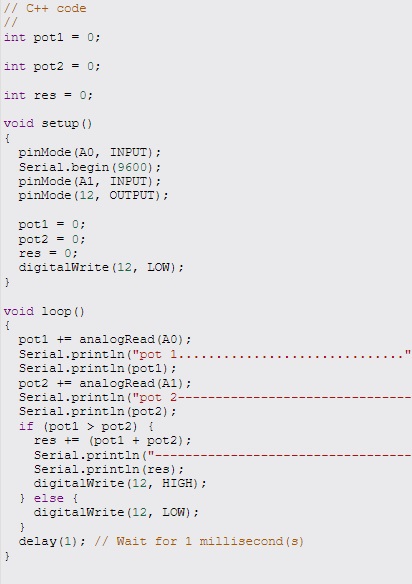 // C++ code
//
int pot1 = 0;
int pot2 = 0;
int res = 0;
void setup()
{
  pinMode(A0, INPUT);
  Serial.begin(9600);
  pinMode(A1, INPUT);
  pinMode(12, OUTPUT);
  pot1 = 0;
  pot2 = 0;
  res = 0;
  digitalWrite(12, LOW);
}
void loop()
{
  pot1 += analogRead(A0);
  Serial.println("pot 1.............................."
  Serial.println(pot1);
  pot2 += analogRead(A1);
  Serial.println("pot 2-------------------------------
  Serial.println(pot2);
  if (pot1 > pot2) {
    res += (pot1 + pot2);
    Serial.println("----------------------------------
    Serial.println(res);
    digitalWrite(12, HIGH);
  } else {
    digitalWrite(12, LOW);
  }
  delay(1); // Wait for 1 millisecond(s)
}